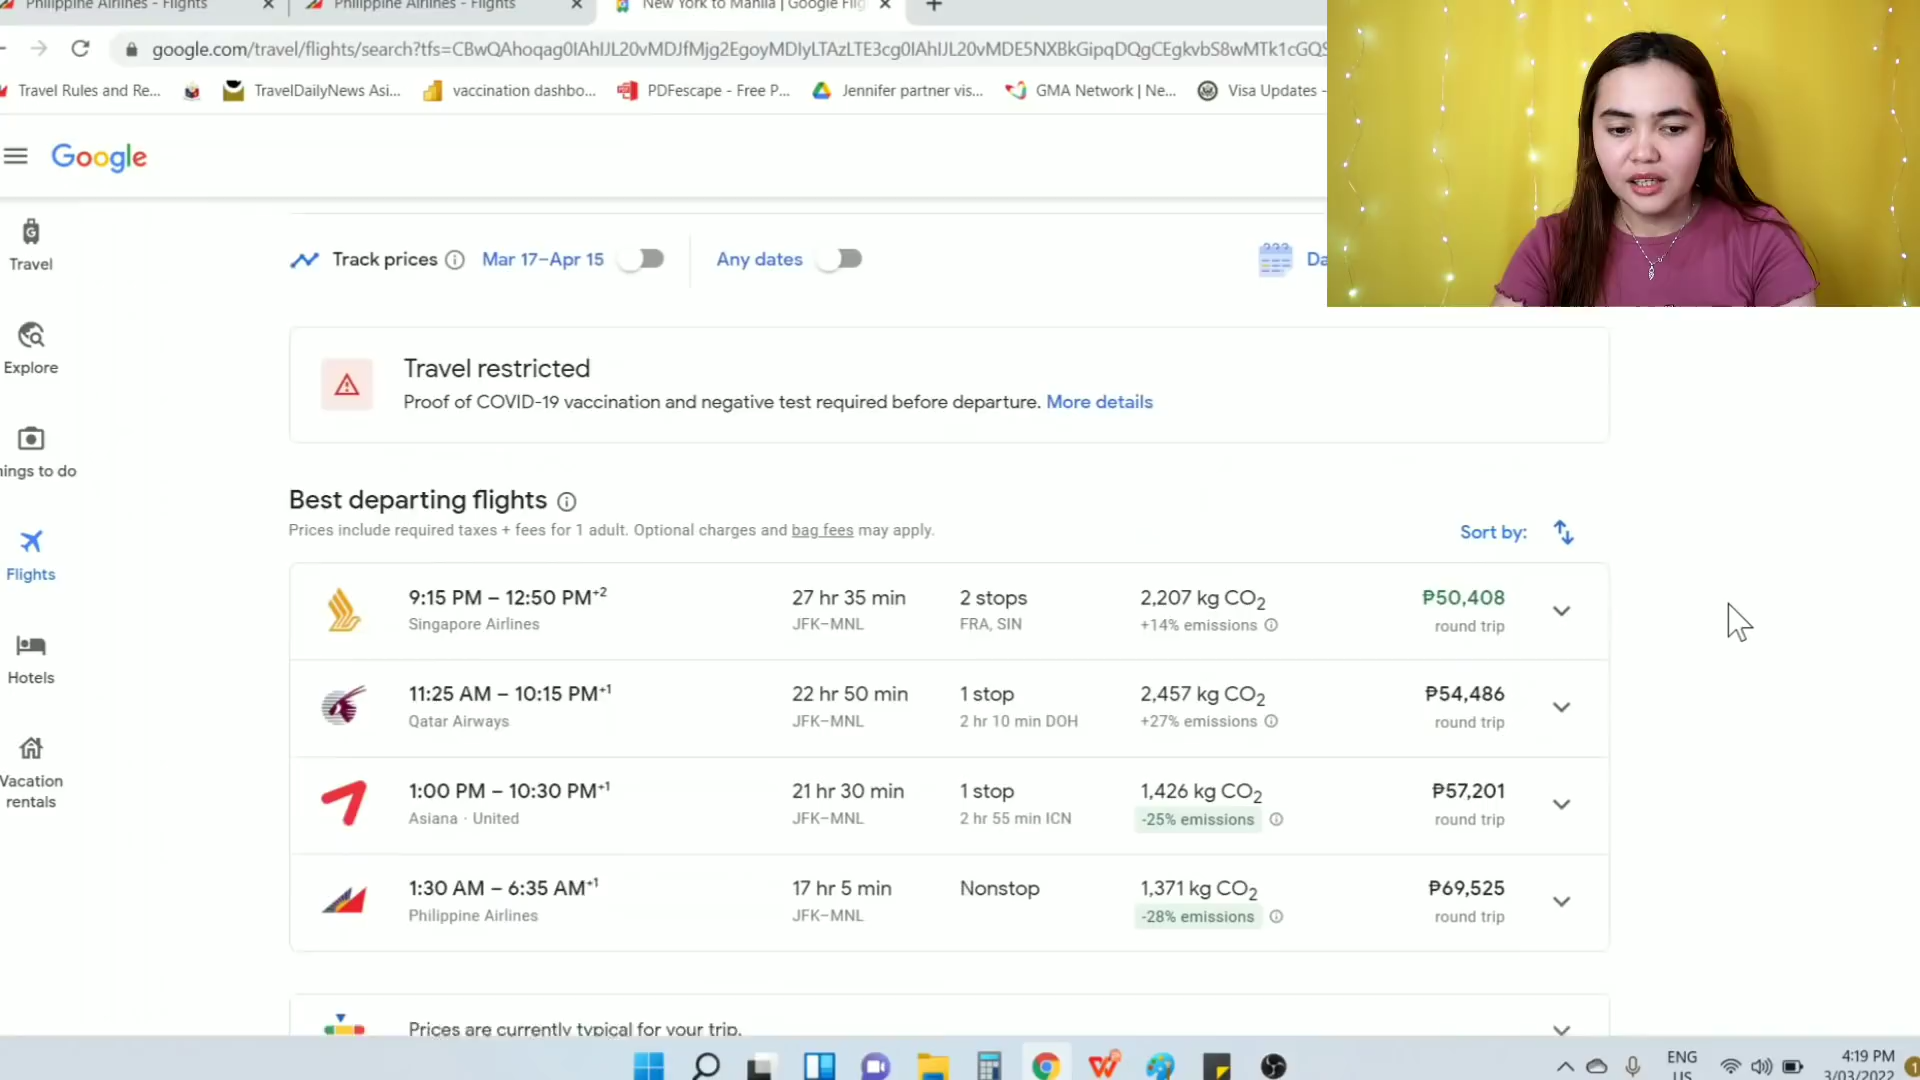 Philippine Airlines - Flights
Philippine Airlines - Flights
New York to Manila | Google Flig
google.com/travel/flights/search?tfs=CBwQAhoqag0IAhIJL20vMDJfMjg2EgoyMDIyLTAzLTE3cg0IAhIJL20vMDE5NXBkGipqDQgCEgkvbS8wMTk1cGQS
Travel Rules and Re...
TravelDailyNews Asi...
vaccination dashbo...
PDFescape - Free P...
Jennifer partner vis...
GMA Network | Ne...
Visa Updates -
Google
Travel
Explore
hings to do
Flights
Hotels
Vacation
rentals
Track prices
Mar 17–Apr 15
Any dates
Da
Travel restricted
Proof of COVID-19 vaccination and negative test required before departure. More details
Best departing flights
Prices include required taxes + fees for 1 adult. Optional charges and bag fees may apply.
Sort by:
9:15 PM – 12:50 PM+2 27 hr 35 min 2 stops 2,207 kg CO2 ₱50,408
Singapore Airlines JFK–MNL FRA, SIN +14% emissions round trip
11:25 AM – 10:15 PM+1 22 hr 50 min 1 stop 2,457 kg CO2 ₱54,486
Qatar Airways JFK–MNL 2 hr 10 min DOH +27% emissions round trip
1:00 PM – 10:30 PM+1 21 hr 30 min 1 stop 1,426 kg CO2 ₱57,201
Asiana · United JFK–MNL 2 hr 55 min ICN -25% emissions round trip
1:30 AM – 6:35 AM+1 17 hr 5 min Nonstop 1,371 kg CO2 ₱69,525
Philippine Airlines JFK–MNL -28% emissions round trip
Prices are currently typical for your trip.
ENG
US
4:19 PM
3/03/2022